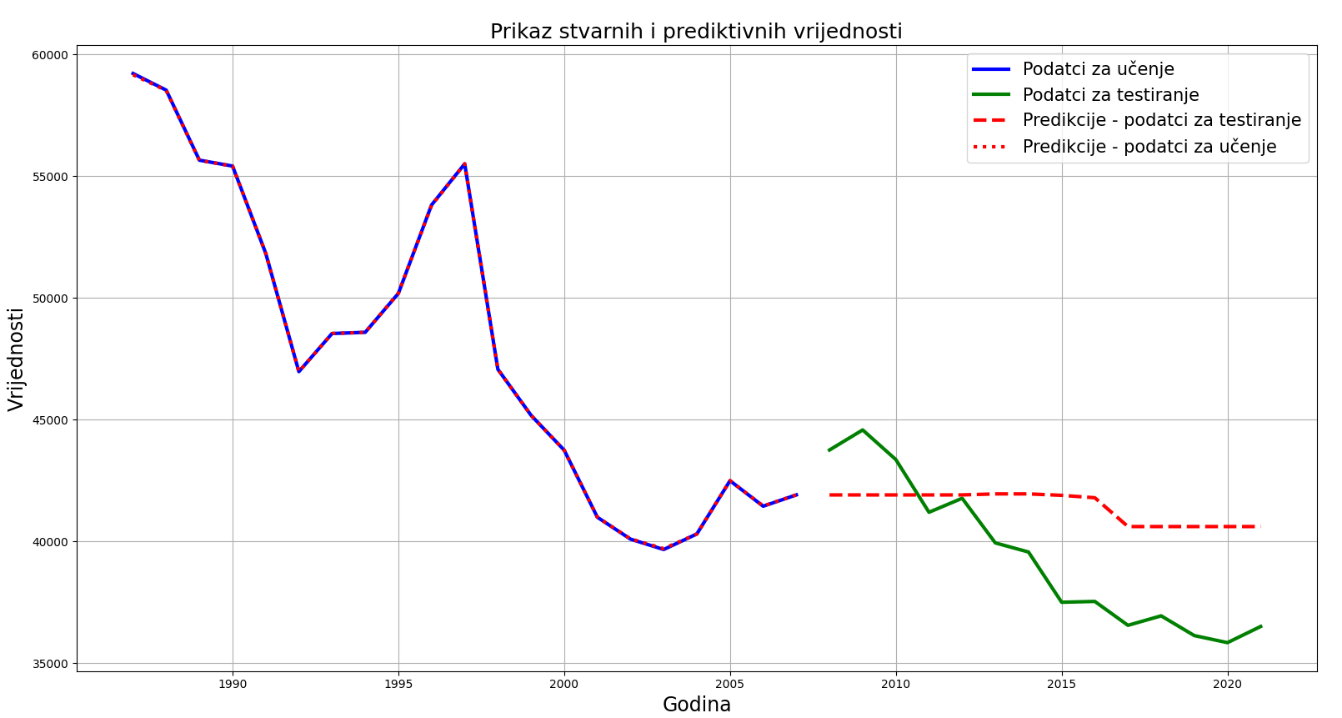 Prikaz stvarnih i prediktivnih vrijednosti
60000
55000
50000
45000
40000
35000
Vrijednosti
Podatci za učenje
Podatci za testiranje
Predikcije - podatci za testiranje
Predikcije - podatci za učenje
1990 1995 2000 2005 2010 2015 2020
Godina